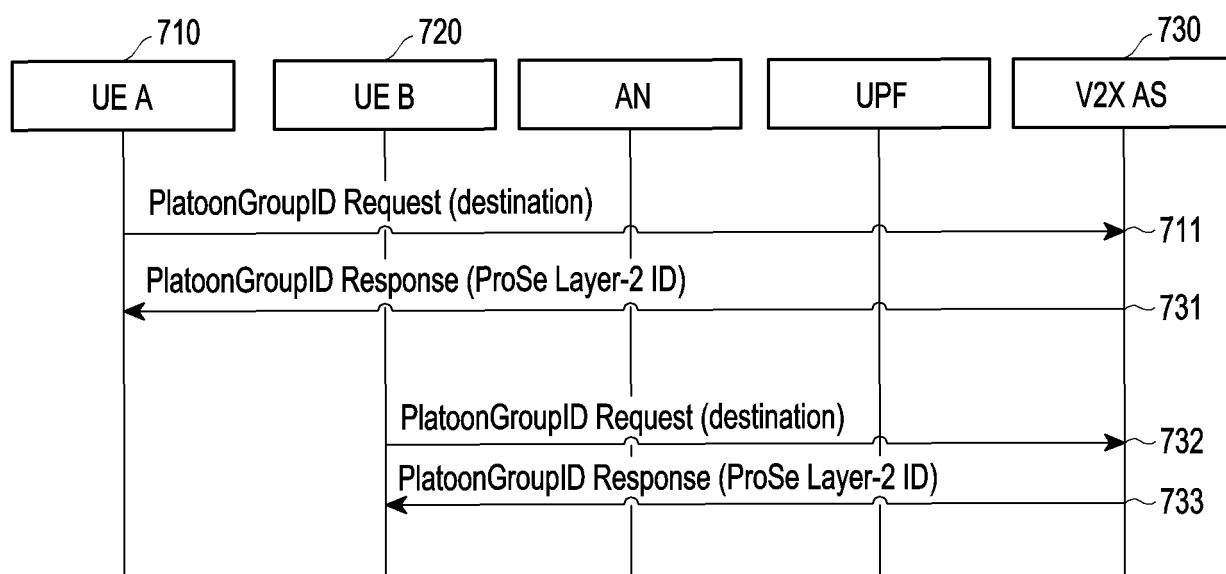 710
720
730
UE A
UE B
AN
UPF
V2X AS
PlatoonGroupID Request (destination)
711
PlatoonGroupID Response (ProSe Layer-2 ID)
731
PlatoonGroupID Request (destination)
732
PlatoonGroupID Response (ProSe Layer-2 ID)
733